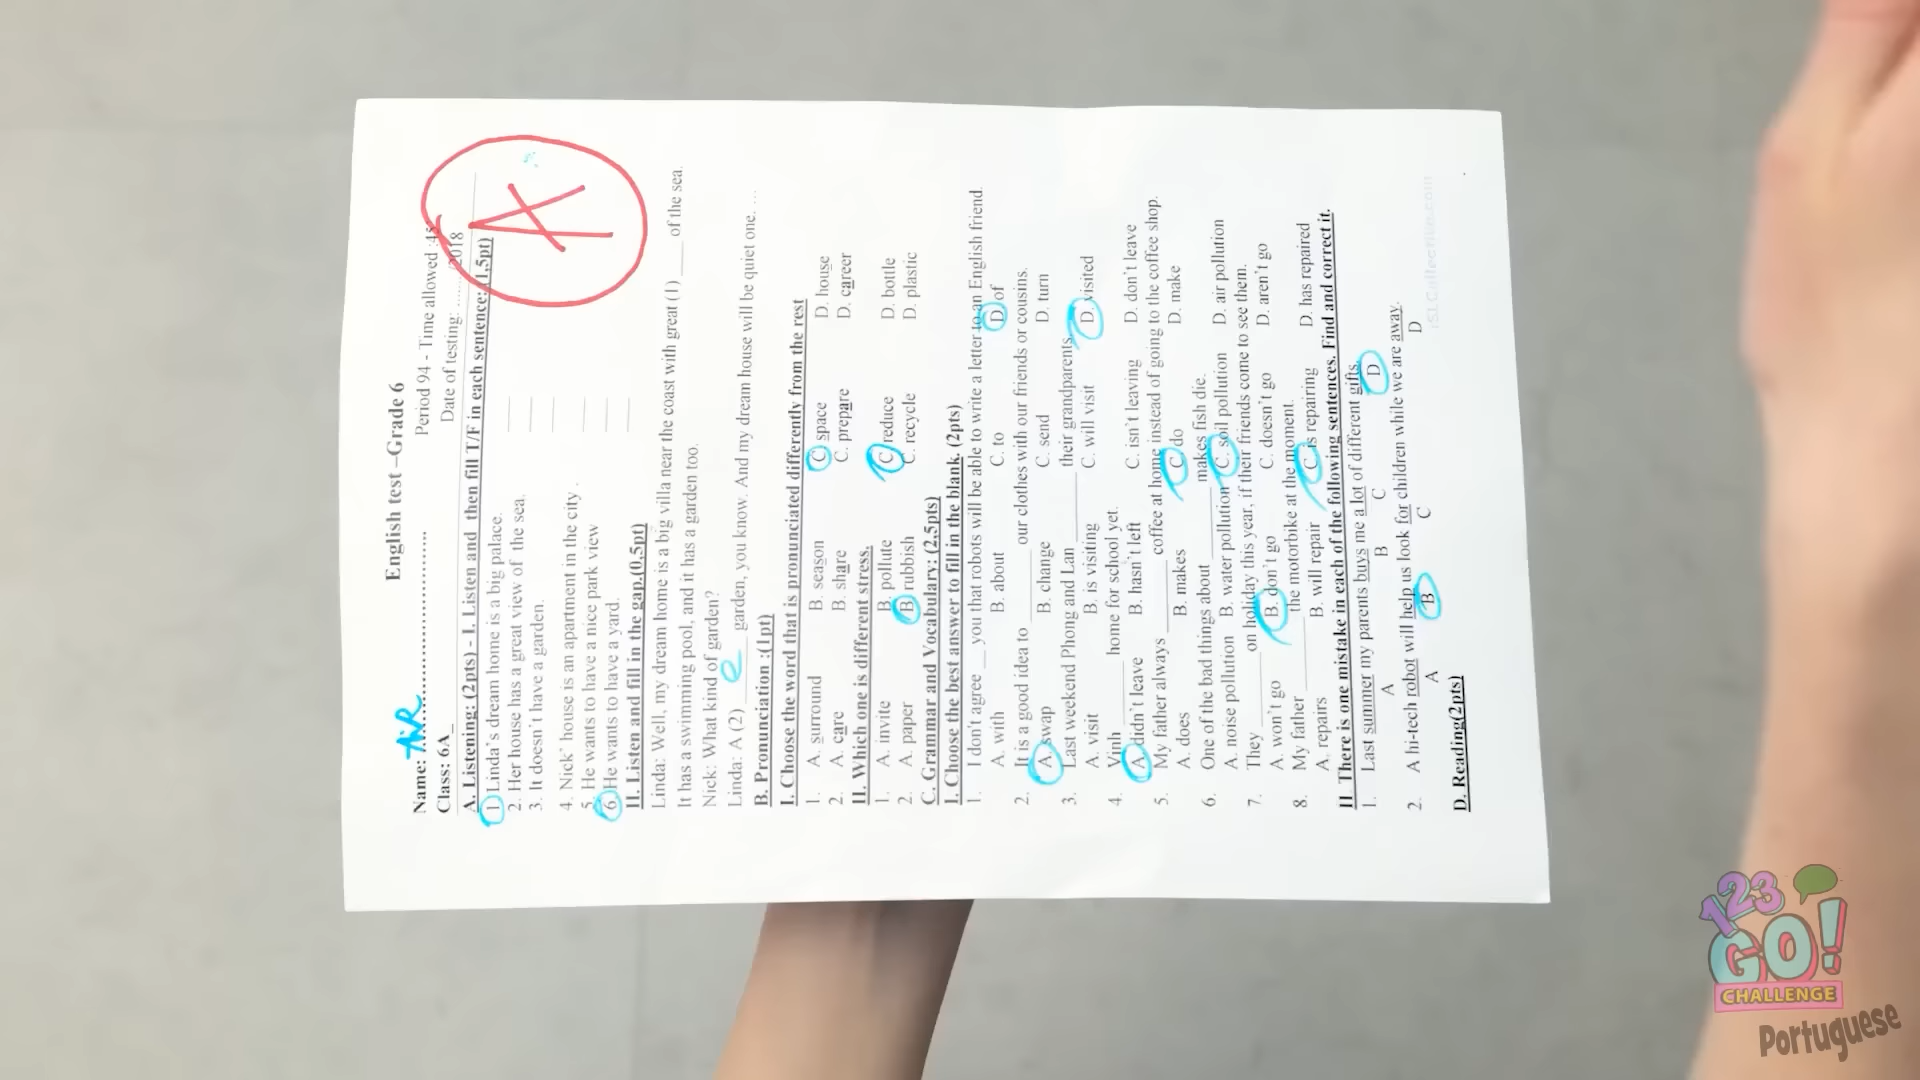 English test –Grade 6
Name: AiR
Period 94 - Time allowed :45'
Class: 6A_
Date of testing: ......../2018
A
A. Listening: (2pts) - I. Listen and then fill T/F in each sentence: (1,5pt)
1 Linda's dream home is a big palace.
2. Her house has a great view of the sea.
3. It doesn't have a garden.
4. Nick' house is an apartment in the city .
5. He wants to have a nice park view
6 He wants to have a yard.
II. Listen and fill in the gap.(0,5pt)
Linda: Well, my dream home is a big villa near the coast with great (1) ____ of the sea.
It has a swimming pool, and it has a garden too.
Nick: What kind of garden?
Linda: A (2) e garden, you know. And my dream house will be quiet one. ...
B. Pronunciation :(1pt)
I. Choose the word that is pronunciated differently from the rest
1. A. surround B. season C. space D. house
2. A. care B. share C. prepare D. career
II. Which one is different stress.
1. A. invite B. pollute C. reduce D. bottle
2. A. paper B. rubbish C. recycle D. plastic
C. Grammar and Vocabulary: (2,5pts)
I. Choose the best answer to fill in the blank. (2pts)
1. I don't agree __ you that robots will be able to write a letter to an English friend.
A. with B. about C. to D. of
2. It is a good idea to ________ our clothes with our friends or cousins.
A. swap B. change C. send D. turn
3. Last weekend Phong and Lan ________ their grandparents.
A. visit B. is visiting C. will visit D. visited
4. Vinh ______ home for school yet.
A. didn't leave B. hasn't left C. isn't leaving D. don't leave
5. My father always ________ coffee at home instead of going to the coffee shop.
A. does B. makes C. do D. make
6. One of the bad things about ________ makes fish die.
A. noise pollution B. water pollution C. soil pollution D. air pollution
7. They ________ on holiday this year, if their friends come to see them.
A. won't go B. don't go C. doesn't go D. aren't go
8. My father ________ the motorbike at the moment.
A. repairs B. will repair C. is repairing D. has repaired
II There is one mistake in each of the following sentences. Find and correct it.
1. Last summer my parents buys me a lot of different gifts.
A B C D
2. A hi-tech robot will help us look for children while we are away.
A B C D
D. Reading(2pts)
123
GO!
CHALLENGE
Portuguese